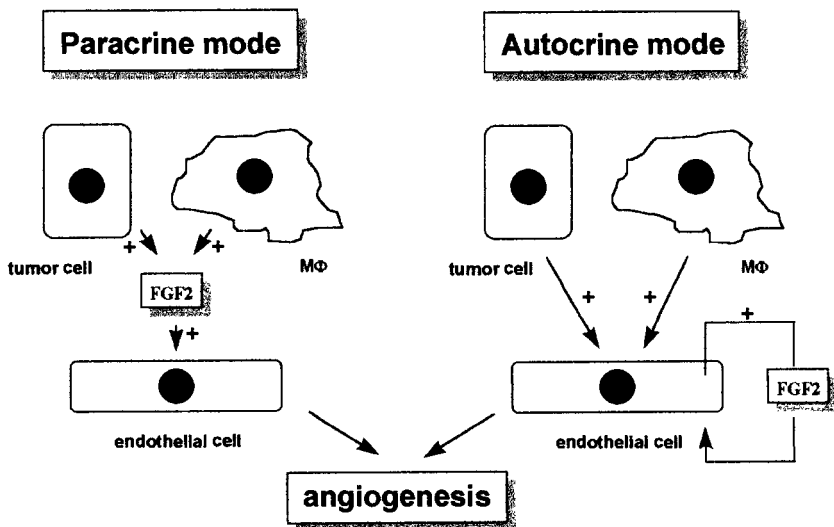 Paracrine mode
Autocrine mode
+
+
tumor cell
MΦ
FGF2
+
endothelial cell
tumor cell
MΦ
+
+
+
FGF2
endothelial cell
angiogenesis